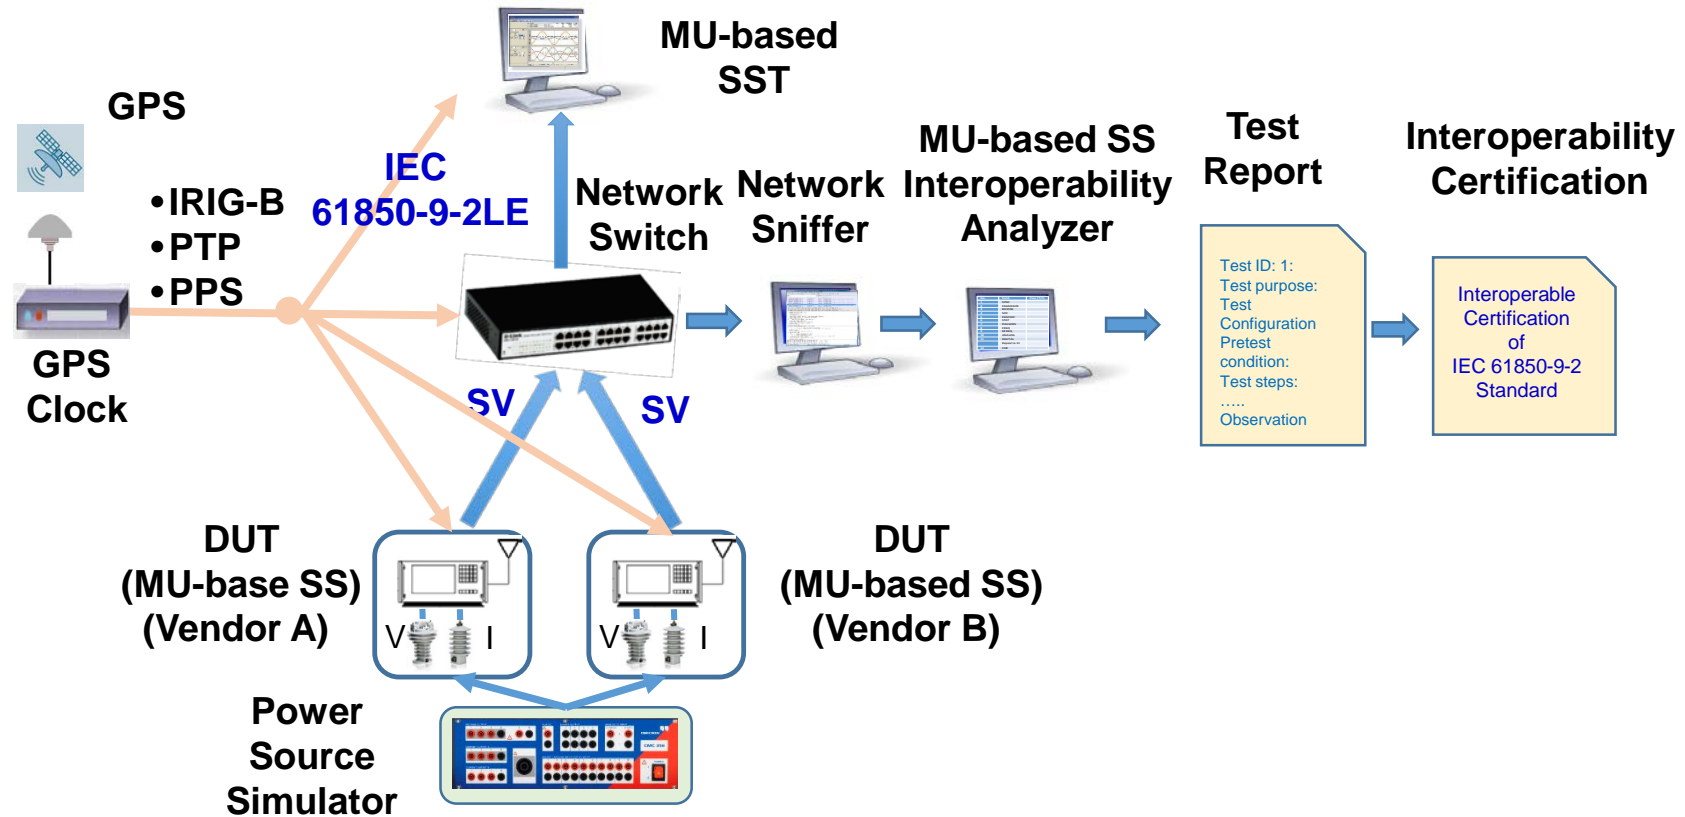 MU-based
SST
GPS
•IRIG-B
•PTP
•PPS
GPS
Clock
IEC
61850-9-2LE
Network
Switch
Network
Sniffer
MU-based SS
Interoperability
Analyzer
Test
Report
Interoperability
Certification
Test ID: 1:
Test purpose:
Test
Configuration
Pretest
condition:
Test steps:
…..
Observation
Interoperable
Certification
of
IEC 61850-9-2
Standard
SV
SV
DUT
(MU-base SS)
(Vendor A)
V
I
V
I
DUT
(MU-based SS)
(Vendor B)
Power
Source
Simulator